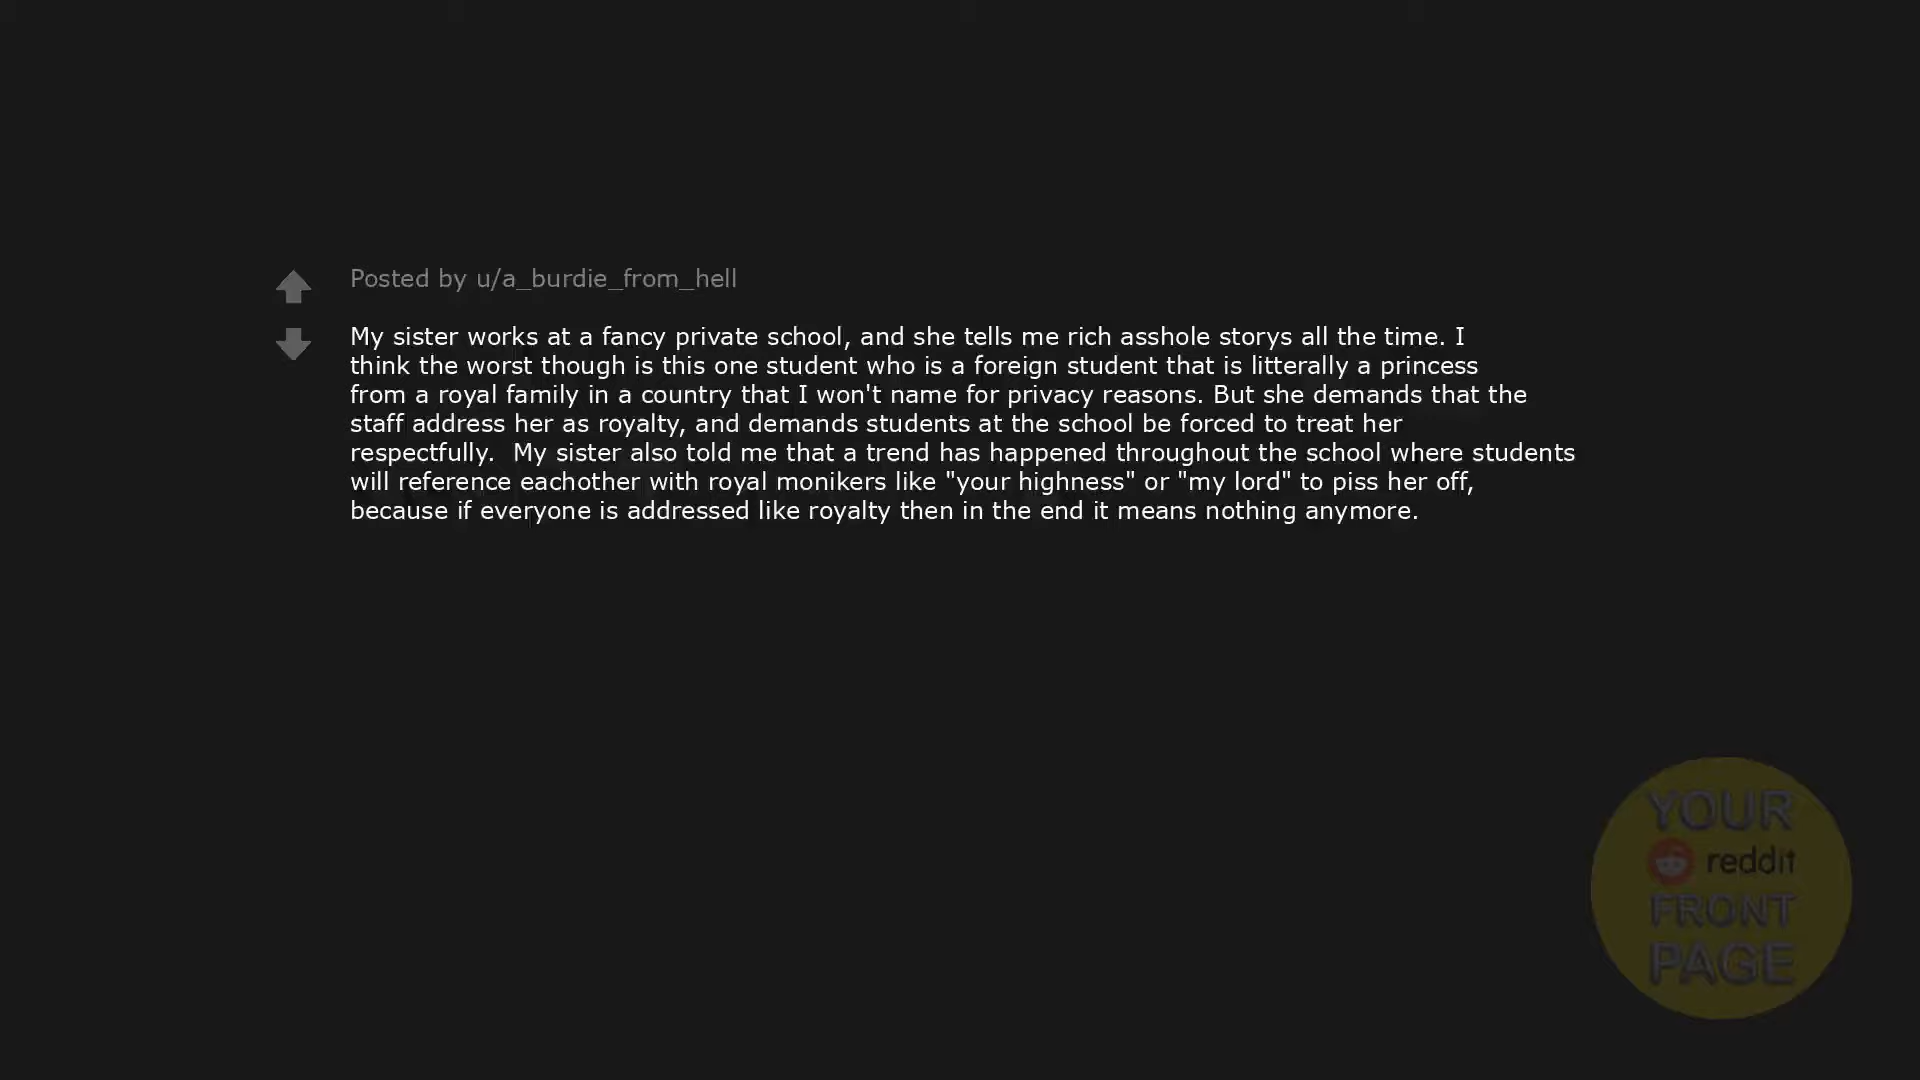 Posted by u/a_burdie_from_hell
My sister works at a fancy private school, and she tells me rich asshole storys all the time. I
think the worst though is this one student who is a foreign student that is litterally a princess
from a royal family in a country that I won't name for privacy reasons. But she demands that the
staff address her as royalty, and demands students at the school be forced to treat her
respectfully.  My sister also told me that a trend has happened throughout the school where students
will reference eachother with royal monikers like "your highness" or "my lord" to piss her off,
because if everyone is addressed like royalty then in the end it means nothing anymore.
YOUR
reddit
FRONT
PAGE